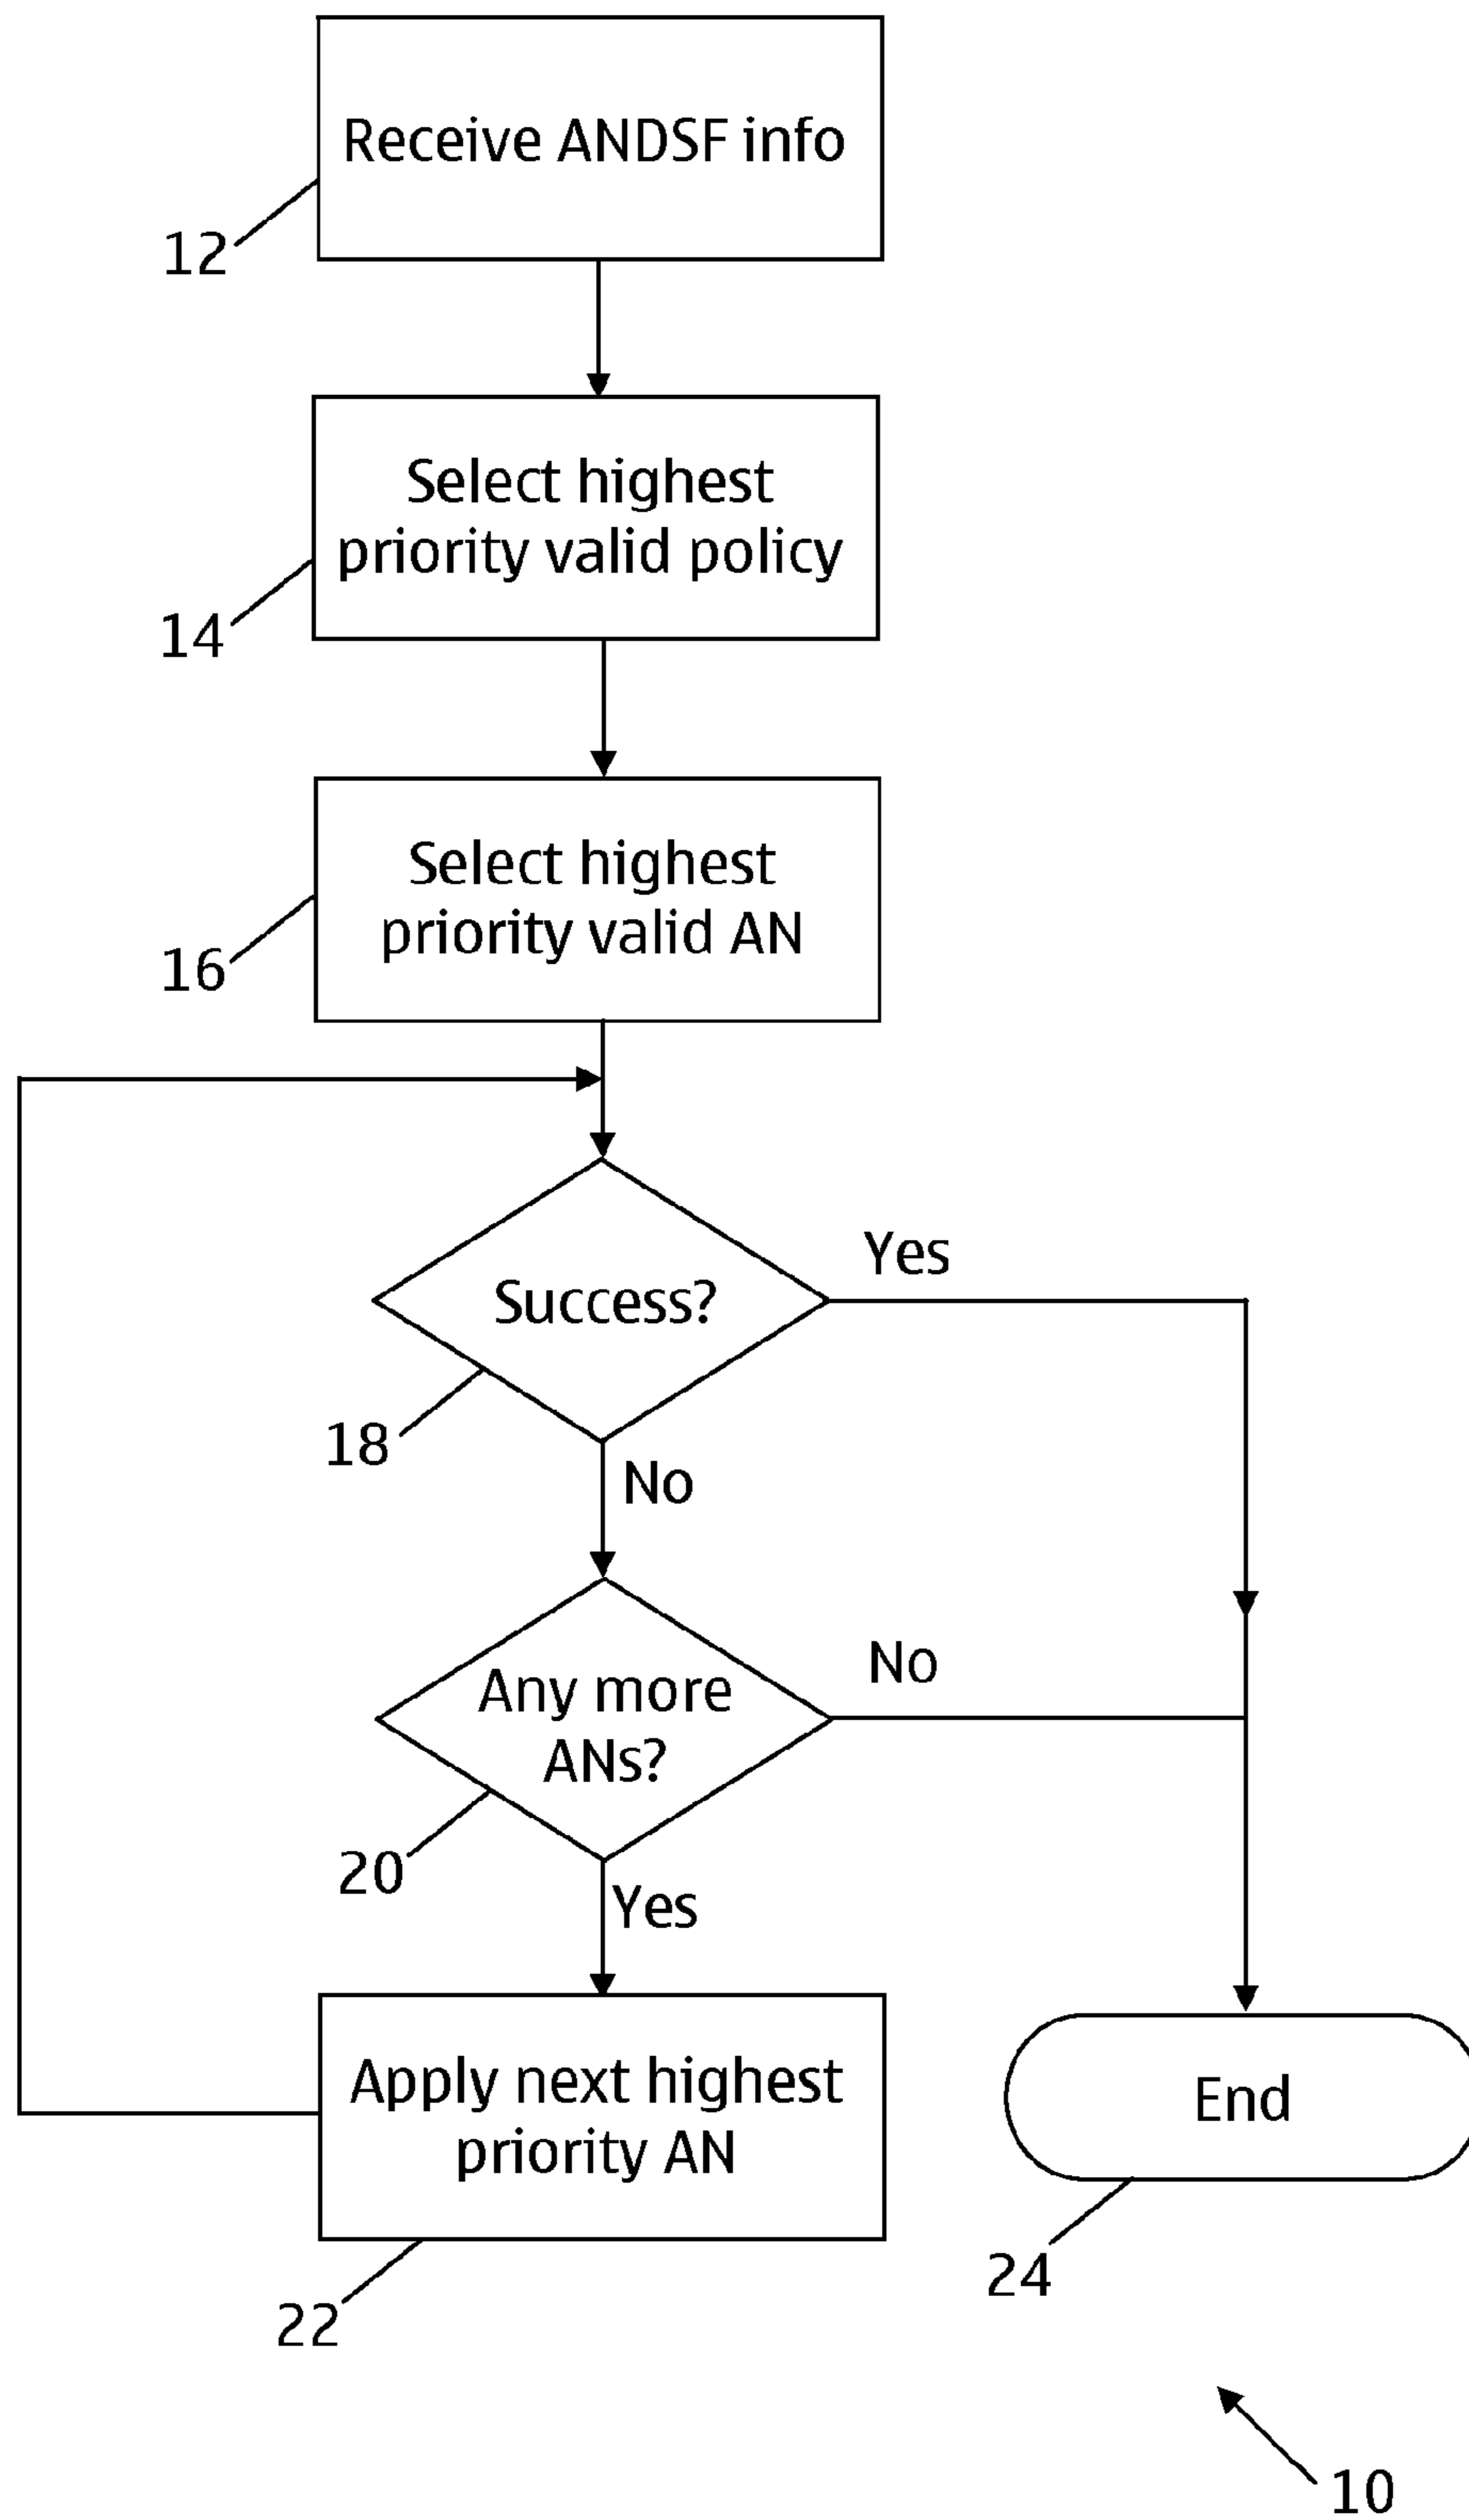 Receive ANDSF info
12
Select highest
priority valid policy
14
Select highest
priority valid AN
16
Yes
Success?
18
No
No
Any more
ANs?
20
Yes
Apply next highest
priority AN
End
24
22
10